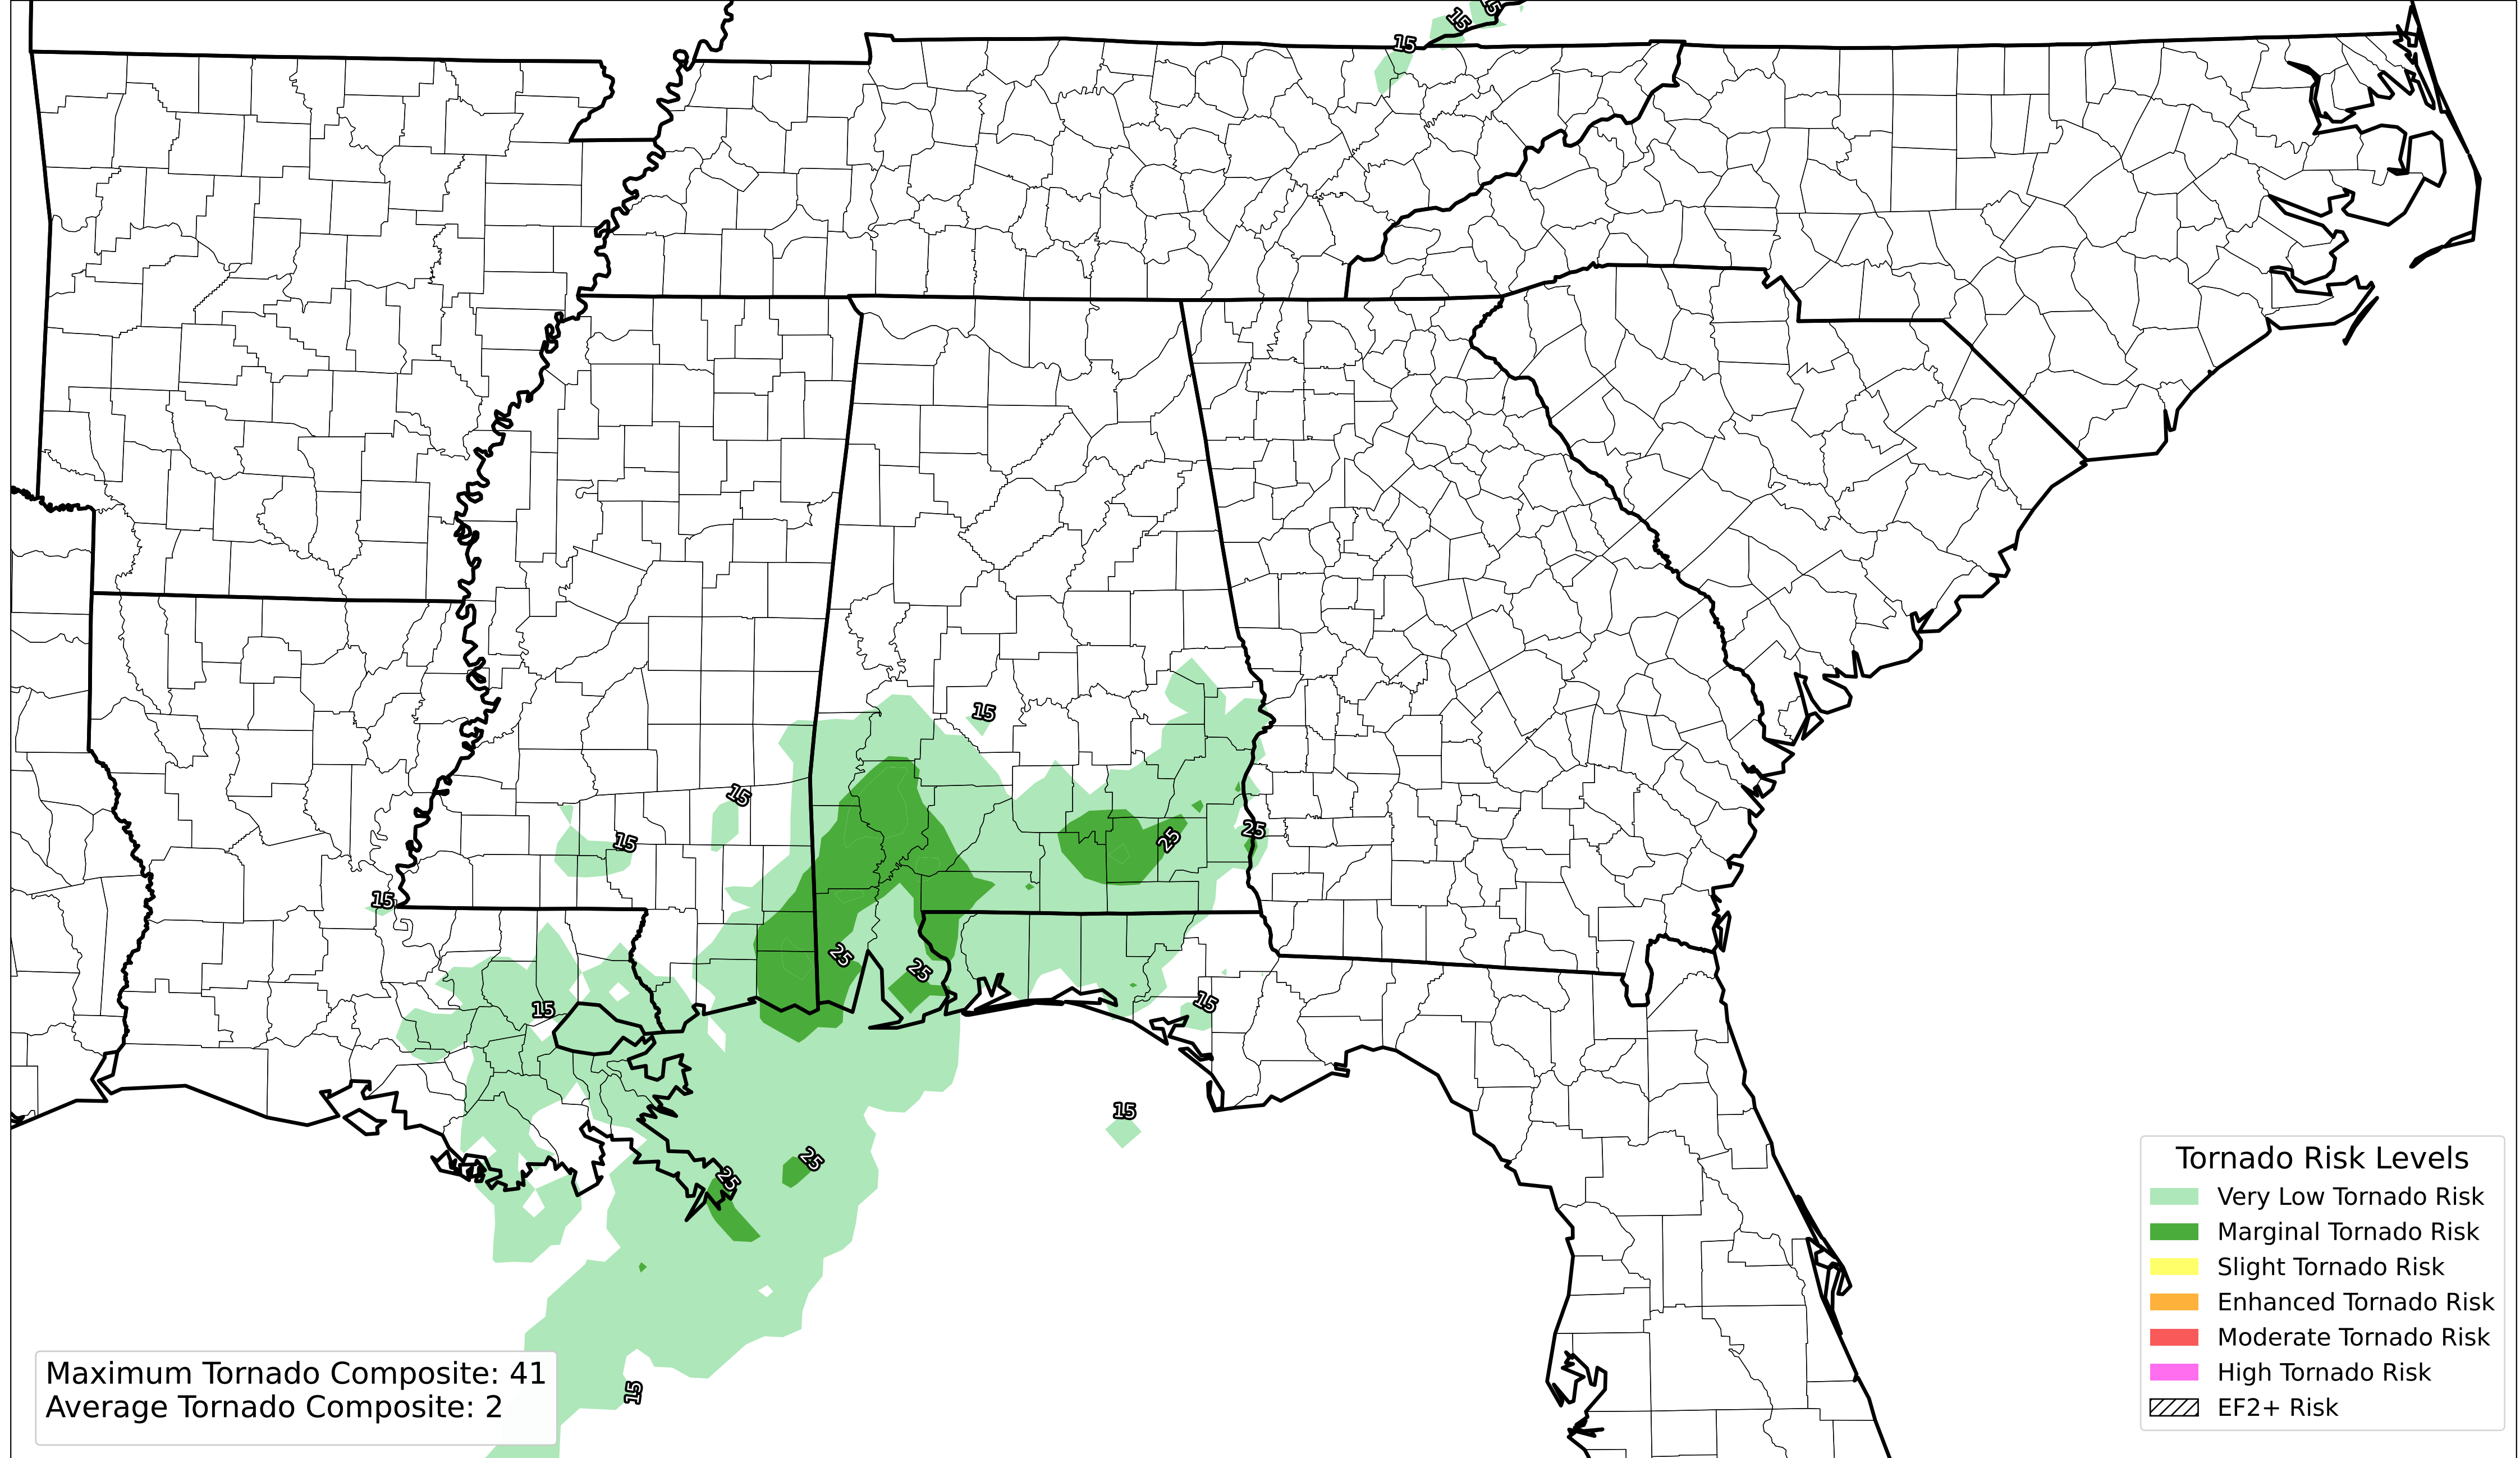 15
15
15
15
15
15
25
25
15
25
25
15
15
15
25
25
15
Tornado Risk Levels
Very Low Tornado Risk
Marginal Tornado Risk
Slight Tornado Risk
Enhanced Tornado Risk
Moderate Tornado Risk
High Tornado Risk
EF2+ Risk
Maximum Tornado Composite: 41
Average Tornado Composite: 2